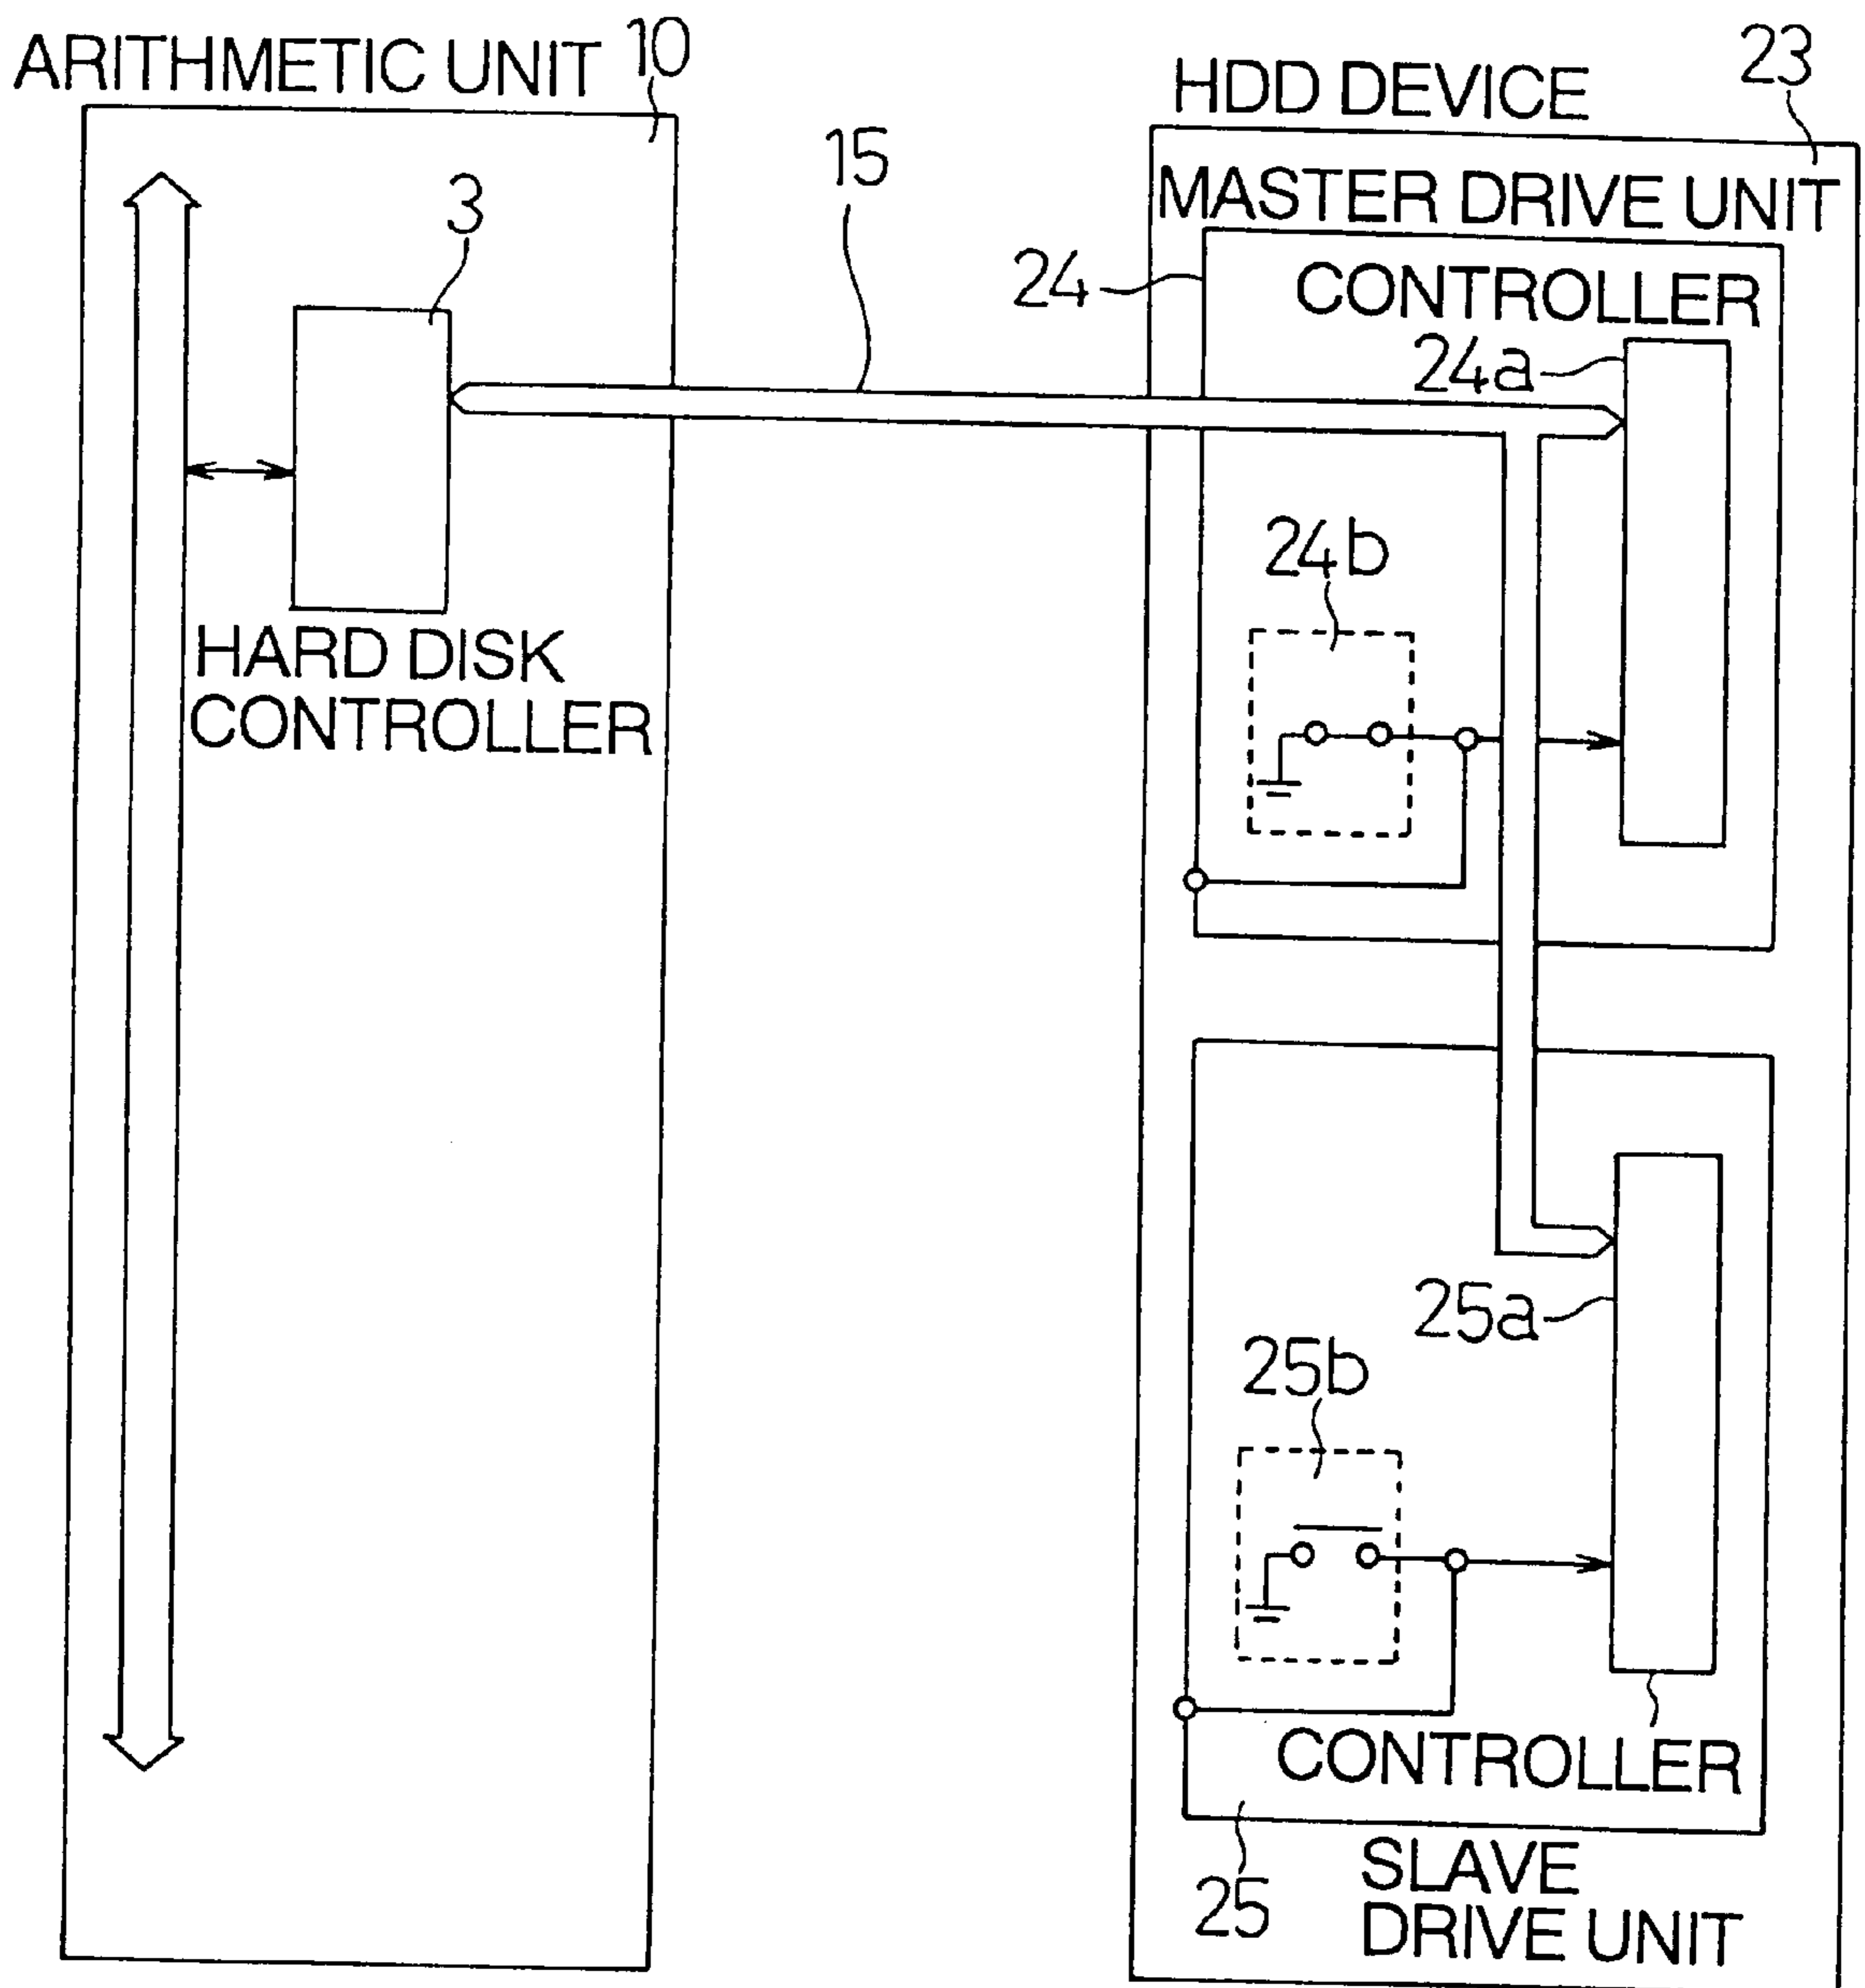 ARITHMETIC UNIT
10
3
HARD DISK
CONTROLLER
15
HDD DEVICE
23
MASTER DRIVE UNIT
24
CONTROLLER
24a
24b
25a
25b
CONTROLLER
25
SLAVE
DRIVE UNIT